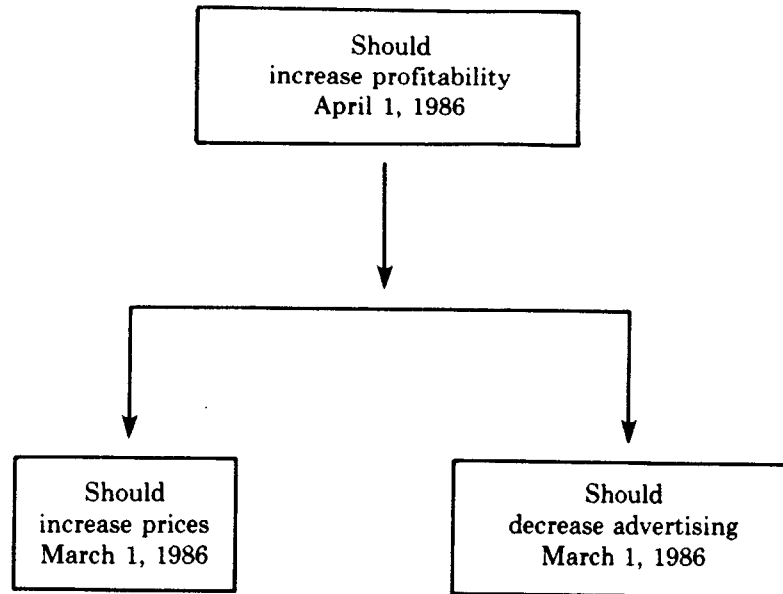 Should
increase profitability
April 1, 1986
Should
increase prices
March 1, 1986
Should
decrease advertising
March 1, 1986